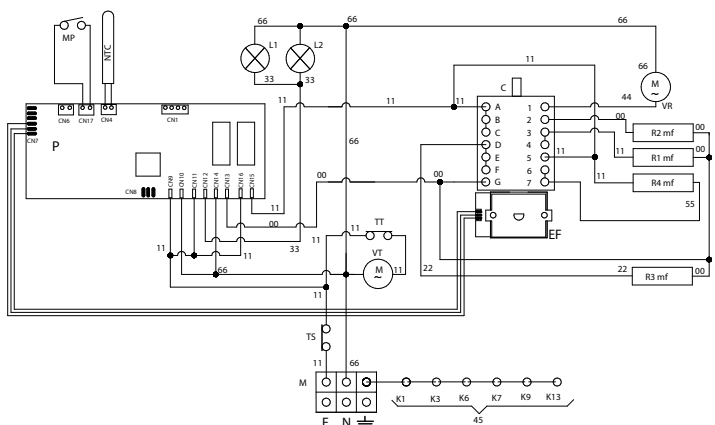 66
66
MP
NTC
L1
L2
11
66
33
33
C
44
M
~
VR
11
11
11
A
1
00
B
2
R2 mf
00
CN6
CN17
CN4
CN1
C
3
CN7
P
66
D
4
11
R1 mf
00
E
5
11
F
6
11
R4 mf
00
G
7
00
00
55
CN8
CN9
CN10
CN11
CN12
CN14
CN13
CN16
CN15
11
00
11
TT
EF
11
33
11
11
VT
M
~
11
66
22
22
R3 mf
00
11
TS
11
66
M
K1
K3
K6
K7
K9
K13
F
N
45